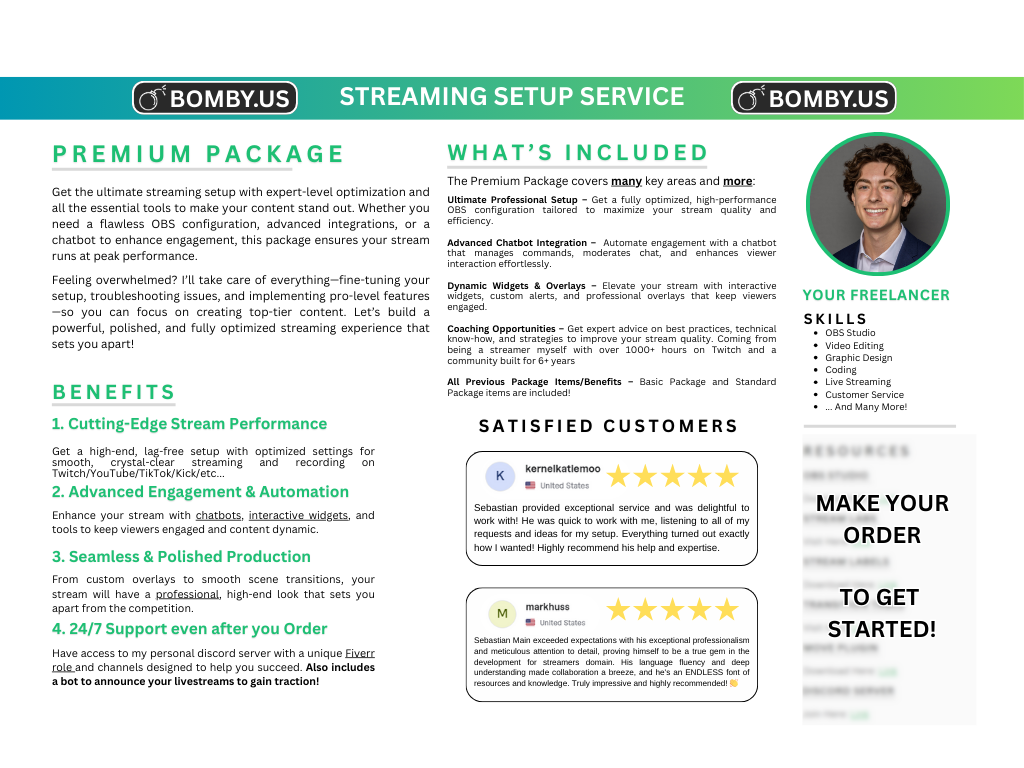 BOMBY.US
STREAMING SETUP SERVICE
BOMBY.US
PREMIUM PACKAGE
Get the ultimate streaming setup with expert-level optimization and
all the essential tools to make your content stand out. Whether you
need a flawless OBS configuration, advanced integrations, or a
chatbot to enhance engagement, this package ensures your stream
runs at peak performance.
Feeling overwhelmed? I'll take care of everything—fine-tuning your
setup, troubleshooting issues, and implementing pro-level features
—so you can focus on creating top-tier content. Let's build a
powerful, polished, and fully optimized streaming experience that
sets you apart!
BENEFITS
1. Cutting-Edge Stream Performance
Get a high-end, lag-free setup with optimized settings for
smooth, crystal-clear streaming and recording on
Twitch/YouTube/TikTok/Kick/etc...
2. Advanced Engagement & Automation
Enhance your stream with chatbots, interactive widgets, and
tools to keep viewers engaged and content dynamic.
3. Seamless & Polished Production
From custom overlays to smooth scene transitions, your
stream will have a professional, high-end look that sets you
apart from the competition.
4. 24/7 Support even after you Order
Have access to my personal discord server with a unique Fiverr
role and channels designed to help you succeed. Also includes
a bot to announce your livestreams to gain traction!
WHAT'S INCLUDED
The Premium Package covers many key areas and more:
Ultimate Professional Setup – Get a fully optimized, high-performance
OBS configuration tailored to maximize your stream quality and
efficiency.
Advanced Chatbot Integration – Automate engagement with a chatbot
that manages commands, moderates chat, and enhances viewer
interaction effortlessly.
Dynamic Widgets & Overlays – Elevate your stream with interactive
widgets, custom alerts, and professional overlays that keep viewers
engaged.
Coaching Opportunities – Get expert advice on best practices, technical
know-how, and strategies to improve your stream quality. Coming from
being a streamer myself with over 1000+ hours on Twitch and a
community built for 6+ years
All Previous Package Items/Benefits – Basic Package and Standard
Package items are included!
SATISFIED CUSTOMERS
K
kernelkatiemoo
United States
Sebastian provided exceptional service and was delightful to
work with! He was quick to work with me, listening to all of my
requests and ideas for my setup. Everything turned out exactly
how I wanted! Highly recommend his help and expertise.
M
markhuss
United States
Sebastian Main exceeded expectations with his exceptional professionalism
and meticulous attention to detail, proving himself to be a true gem in the
development for streamers domain. His language fluency and deep
understanding made collaboration a breeze, and he's an ENDLESS font of
resources and knowledge. Truly impressive and highly recommended! 👏
YOUR FREELANCER
SKILLS
• OBS Studio
• Video Editing
• Graphic Design
• Coding
• Live Streaming
• Customer Service
• ... And Many More!
RESOURCES
OBS STUDIO
MAKE YOUR
ORDER
STREAM LABELS
TO GET
STARTED!
MOVE PLUGIN
DISCORD SERVER